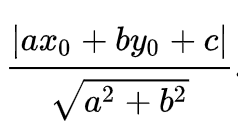 |ax₀ + by₀ + c|
√a² + b²
.